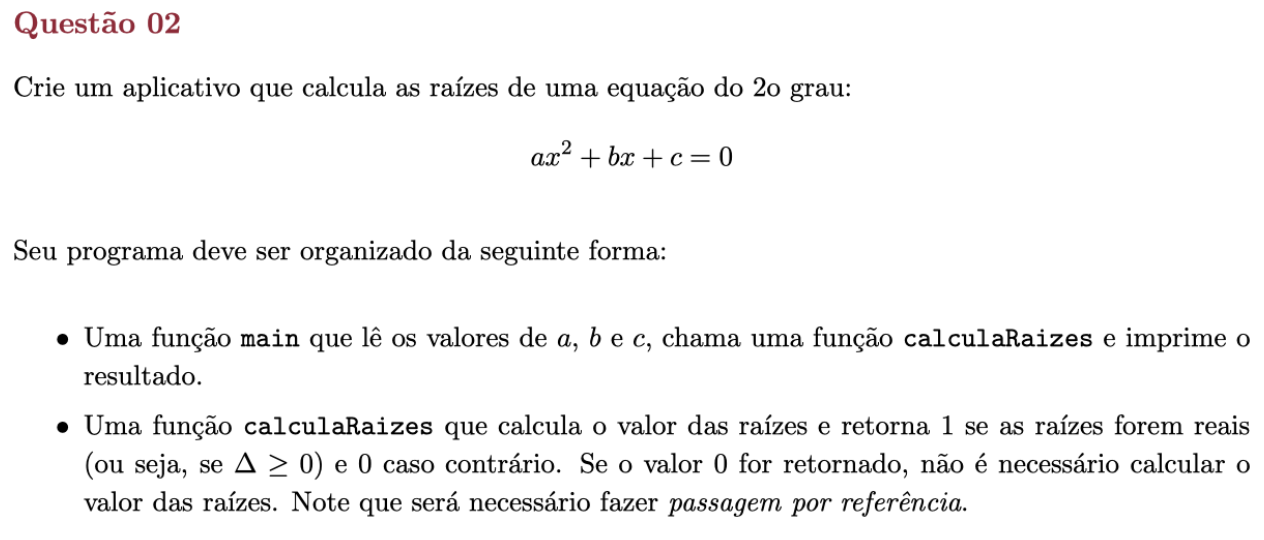 Questão 02
Crie um aplicativo que calcula as raízes de uma equação do 2o grau:
ax² + bx + c = 0
Seu programa deve ser organizado da seguinte forma:
• Uma função main que lê os valores de a, b e c, chama uma função calculaRaizes e imprime o
resultado.
• Uma função calculaRaizes que calcula o valor das raízes e retorna 1 se as raízes forem reais
(ou seja, se Δ ≥ 0) e 0 caso contrário. Se o valor 0 for retornado, não é necessário calcular o
valor das raízes. Note que será necessário fazer passagem por referência.